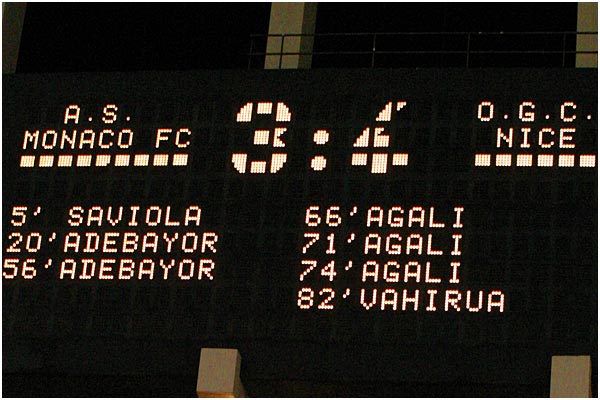 A.S.
MONACO FC
3:4
O.G.C.
NICE
5' SAVIOLA
20'ADEBAYOR
56'ADEBAYOR
66'AGALI
71'AGALI
74'AGALI
82'VAHIRUA